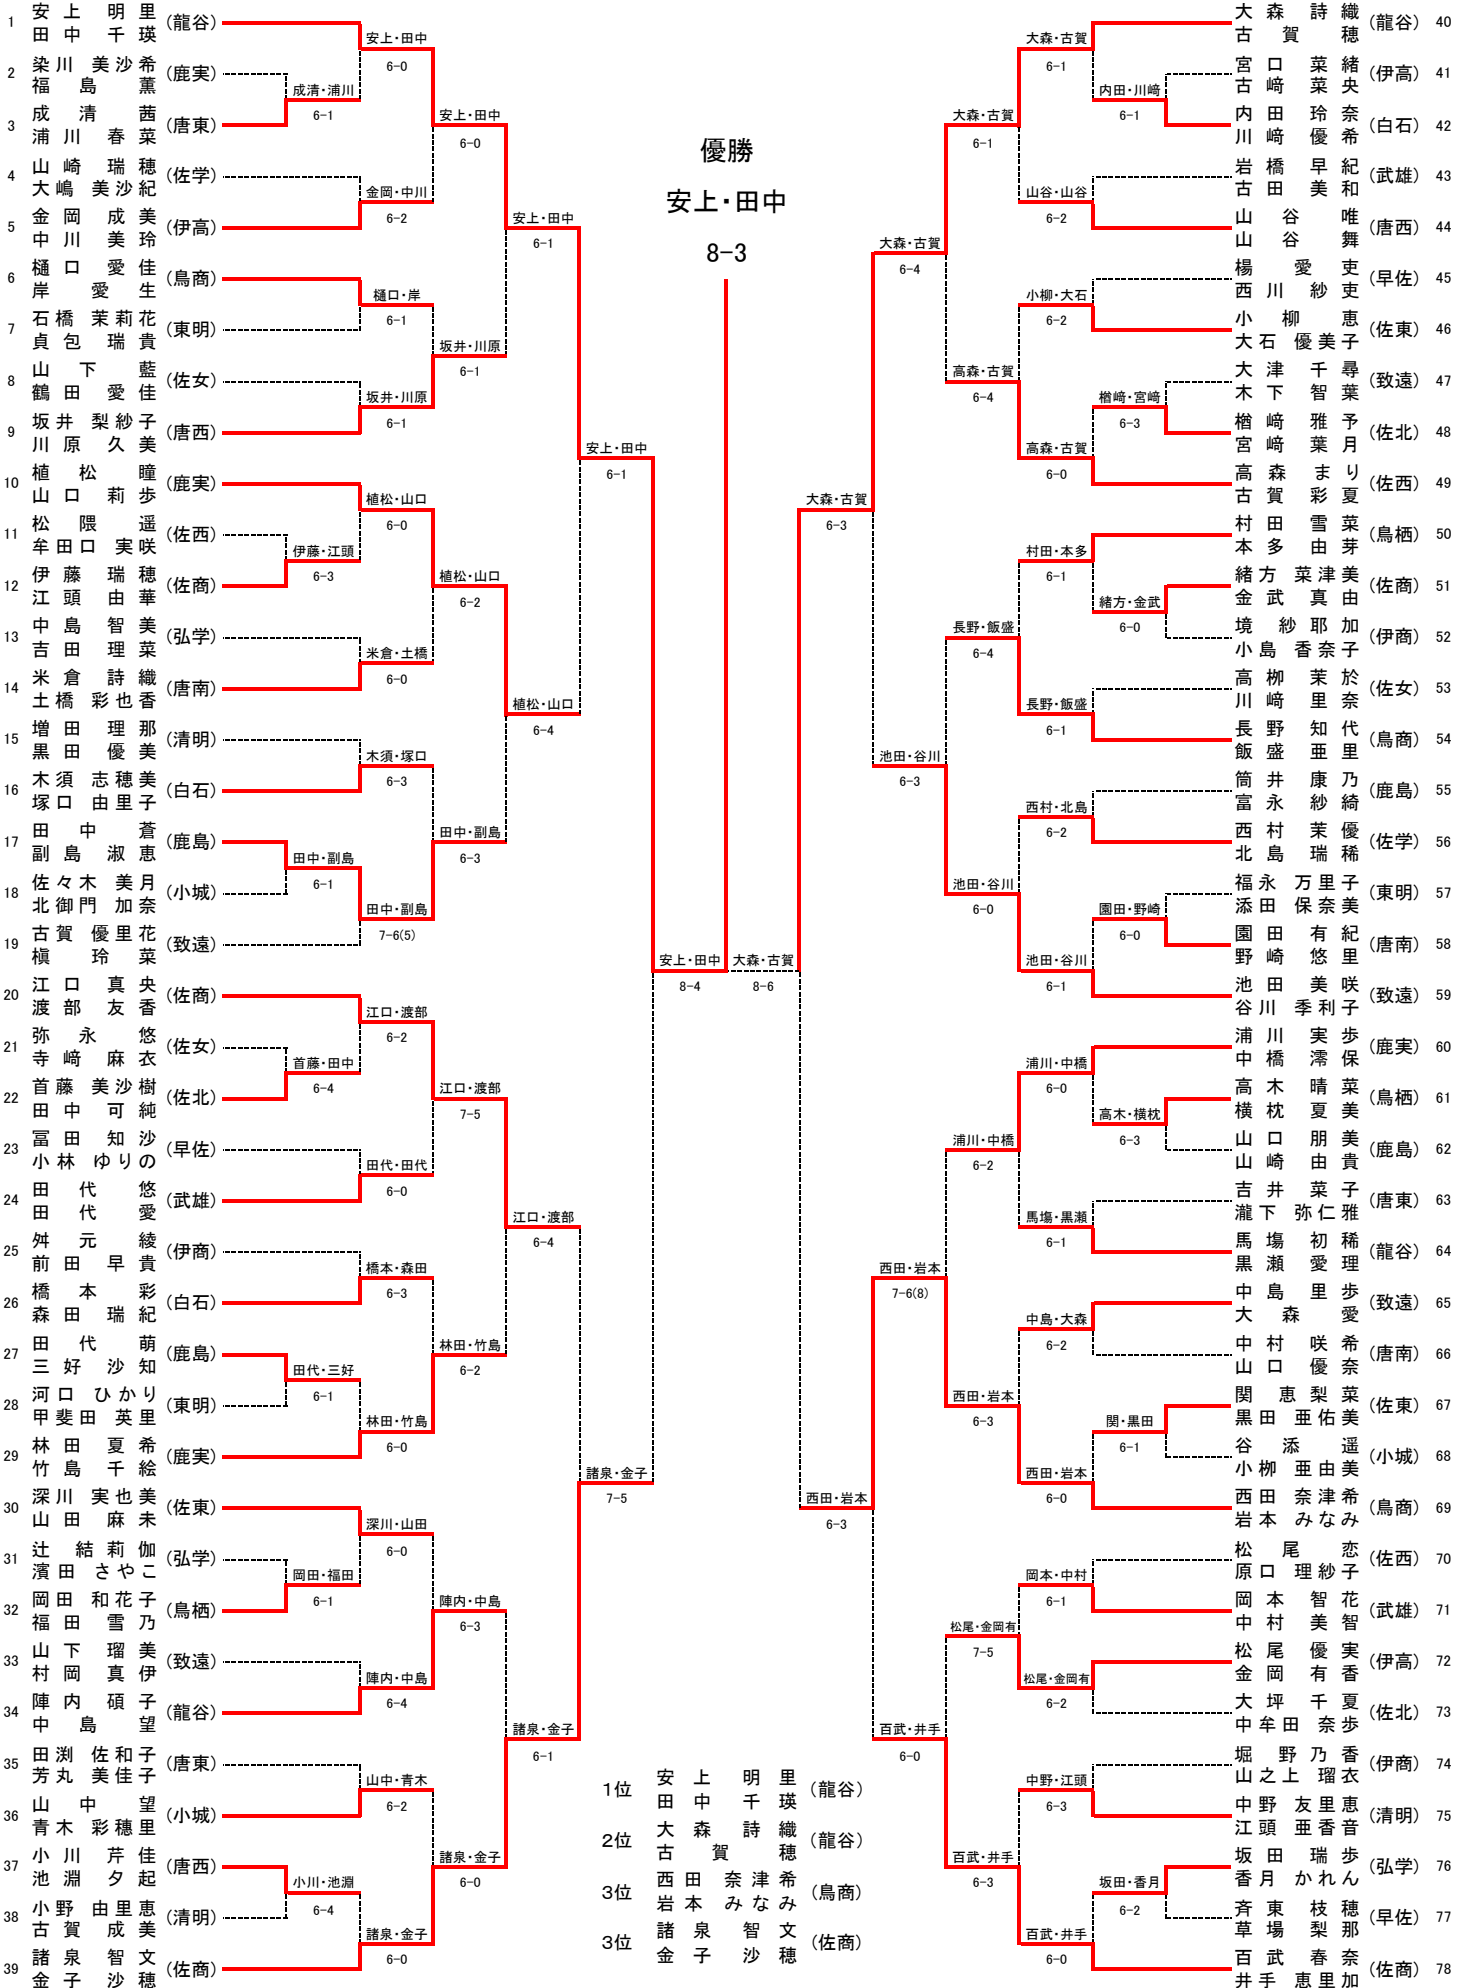 1 安上 明里 (龍谷)
田中 千瑛
2 染川 美沙希 (鹿実)
福島 薫
3 成清 茜 (唐東)
浦川 春菜
4 山崎 瑞穂 (佐学)
大嶋 美沙紀
5 金岡 成美 (伊高)
中川 美玲
6 樋口 愛佳 (鳥商)
岸 愛生
7 石橋 茉莉花 (東明)
貞包 瑞貴
8 山下 藍 (佐女)
鶴田 愛佳
9 坂井 梨紗子 (唐西)
川原 久美
10 植松 瞳 (鹿実)
山口 莉歩
11 松隈 遥 (佐西)
牟田口 実咲
12 伊藤 瑞穂 (佐商)
江頭 由華
13 中島 智美 (弘学)
吉田 理菜
14 米倉 詩織 (唐南)
土橋 彩也香
15 増田 理那 (清明)
黒田 優美
16 木須 志穂美 (白石)
塚口 由里子
17 田中 蒼 (鹿島)
副島 淑恵
18 佐々木 美月 (小城)
北御門 加奈
19 古賀 優里花 (致遠)
槇 玲菜
20 江口 真央 (佐商)
渡部 友香
21 弥永 悠 (佐女)
寺﨑 麻衣
22 首藤 美沙樹 (佐北)
田中 可純
23 冨田 知沙 (早佐)
小林 ゆりの
24 田代 悠 (武雄)
田代 愛
25 舛元 綾 (伊商)
前田 早貴
26 橋本 彩 (白石)
森田 瑞紀
27 田代 萌 (鹿島)
三好 沙知
28 河口 ひかり (東明)
甲斐田 英里
29 林田 夏希 (鹿実)
竹島 千絵
30 深川 実也美 (佐東)
山田 麻未
31 辻 結莉伽 (弘学)
濱田 さやこ
32 岡田 和花子 (鳥栖)
福田 雪乃
33 山下 瑠美 (致遠)
村岡 真伊
34 陣内 碩子 (龍谷)
中島 望
35 田渕 佐和子 (唐東)
芳丸 美佳子
36 山中 望 (小城)
青木 彩穂里
37 小川 芹佳 (唐西)
池淵 夕起
38 小野 由里恵 (清明)
古賀 成美
39 諸泉 智文 (佐商)
金子 沙穂
成清・浦川
6-1
伊藤・江頭
6-3
田中・副島
6-1
首藤・田中
6-4
田代・三好
6-1
岡田・福田
6-1
小川・池淵
6-4
安上・田中
6-0
金岡・中川
6-2
樋口・岸
6-1
坂井・川原
6-1
植松・山口
6-0
米倉・土橋
6-0
木須・塚口
6-3
田中・副島
7-6(5)
江口・渡部
6-2
田代・田代
6-0
橋本・森田
6-3
林田・竹島
6-0
深川・山田
6-0
陣内・中島
6-4
山中・青木
6-2
諸泉・金子
6-0
安上・田中
6-0
坂井・川原
6-1
植松・山口
6-2
田中・副島
6-3
江口・渡部
7-5
林田・竹島
6-2
陣内・中島
6-3
諸泉・金子
6-0
安上・田中
6-1
植松・山口
6-4
江口・渡部
6-4
諸泉・金子
6-1
安上・田中
6-1
諸泉・金子
7-5
安上・田中
8-4
優勝
安上・田中
8-3
大森・古賀
8-6
大森・古賀
6-3
西田・岩本
6-3
大森・古賀
6-4
池田・谷川
6-3
西田・岩本
7-6(8)
百武・井手
6-0
大森・古賀
6-1
高森・古賀
6-4
長野・飯盛
6-4
池田・谷川
6-0
浦川・中橋
6-2
西田・岩本
6-3
松尾・金岡有
7-5
百武・井手
6-3
大森・古賀
6-1
山谷・山谷
6-2
小柳・大石
6-2
高森・古賀
6-0
村田・本多
6-1
長野・飯盛
6-1
西村・北島
6-2
池田・谷川
6-1
浦川・中橋
6-0
馬塲・黒瀬
6-1
中島・大森
6-2
西田・岩本
6-0
岡本・中村
6-1
松尾・金岡有
6-2
中野・江頭
6-3
百武・井手
6-0
内田・川﨑
6-1
楢﨑・宮﨑
6-3
緒方・金武
6-0
園田・野崎
6-0
高木・横枕
6-3
関・黒田
6-1
坂田・香月
6-2
大森 詩織 (龍谷) 40
古賀 穂
宮口 菜緒 (伊高) 41
古﨑 菜央
内田 玲奈 (白石) 42
川﨑 優希
岩橋 早紀 (武雄) 43
古田 美和
山谷 唯 (唐西) 44
山谷 舞
楊 愛吏 (早佐) 45
西川 紗吏
小柳 恵 (佐東) 46
大石 優美子
大津 千尋 (致遠) 47
木下 智葉
楢﨑 雅予 (佐北) 48
宮﨑 葉月
高森 まり (佐西) 49
古賀 彩夏
村田 雪菜 (鳥栖) 50
本多 由芽
緒方 菜津美 (佐商) 51
金武 真由
境 紗耶加 (伊商) 52
小島 香奈子
高栁 茉於 (佐女) 53
川﨑 里奈
長野 知代 (鳥商) 54
飯盛 亜里
筒井 康乃 (鹿島) 55
富永 紗綺
西村 茉優 (佐学) 56
北島 瑞稀
福永 万里子 (東明) 57
添田 保奈美
園田 有紀 (唐南) 58
野崎 悠里
池田 美咲 (致遠) 59
谷川 季利子
浦川 実歩 (鹿実) 60
中橋 澪保
高木 晴菜 (鳥栖) 61
横枕 夏美
山口 朋美 (鹿島) 62
山崎 由貴
吉井 菜子 (唐東) 63
瀧下 弥仁雅
馬塲 初稀 (龍谷) 64
黒瀬 愛理
中島 里歩 (致遠) 65
大森 愛
中村 咲希 (唐南) 66
山口 優奈
関 恵梨菜 (佐東) 67
黒田 亜佑美
谷添 遥 (小城) 68
小栁 亜由美
西田 奈津希 (鳥商) 69
岩本 みなみ
松尾 恋 (佐西) 70
原口 理紗子
岡本 智花 (武雄) 71
中村 美智
松尾 優実 (伊高) 72
金岡 有香
大坪 千夏 (佐北) 73
中牟田 奈歩
堀 野乃香 (伊商) 74
山之上 瑠衣
中野 友里恵 (清明) 75
江頭 亜香音
坂田 瑞歩 (弘学) 76
香月 かれん
斉東 枝穂 (早佐) 77
草場 梨那
百武 春奈 (佐商) 78
井手 恵里加
1位 安上 明里 (龍谷)
田中 千瑛
2位 大森 詩織 (龍谷)
古賀 穂
3位 西田 奈津希 (鳥商)
岩本 みなみ
3位 諸泉 智文 (佐商)
金子 沙穂